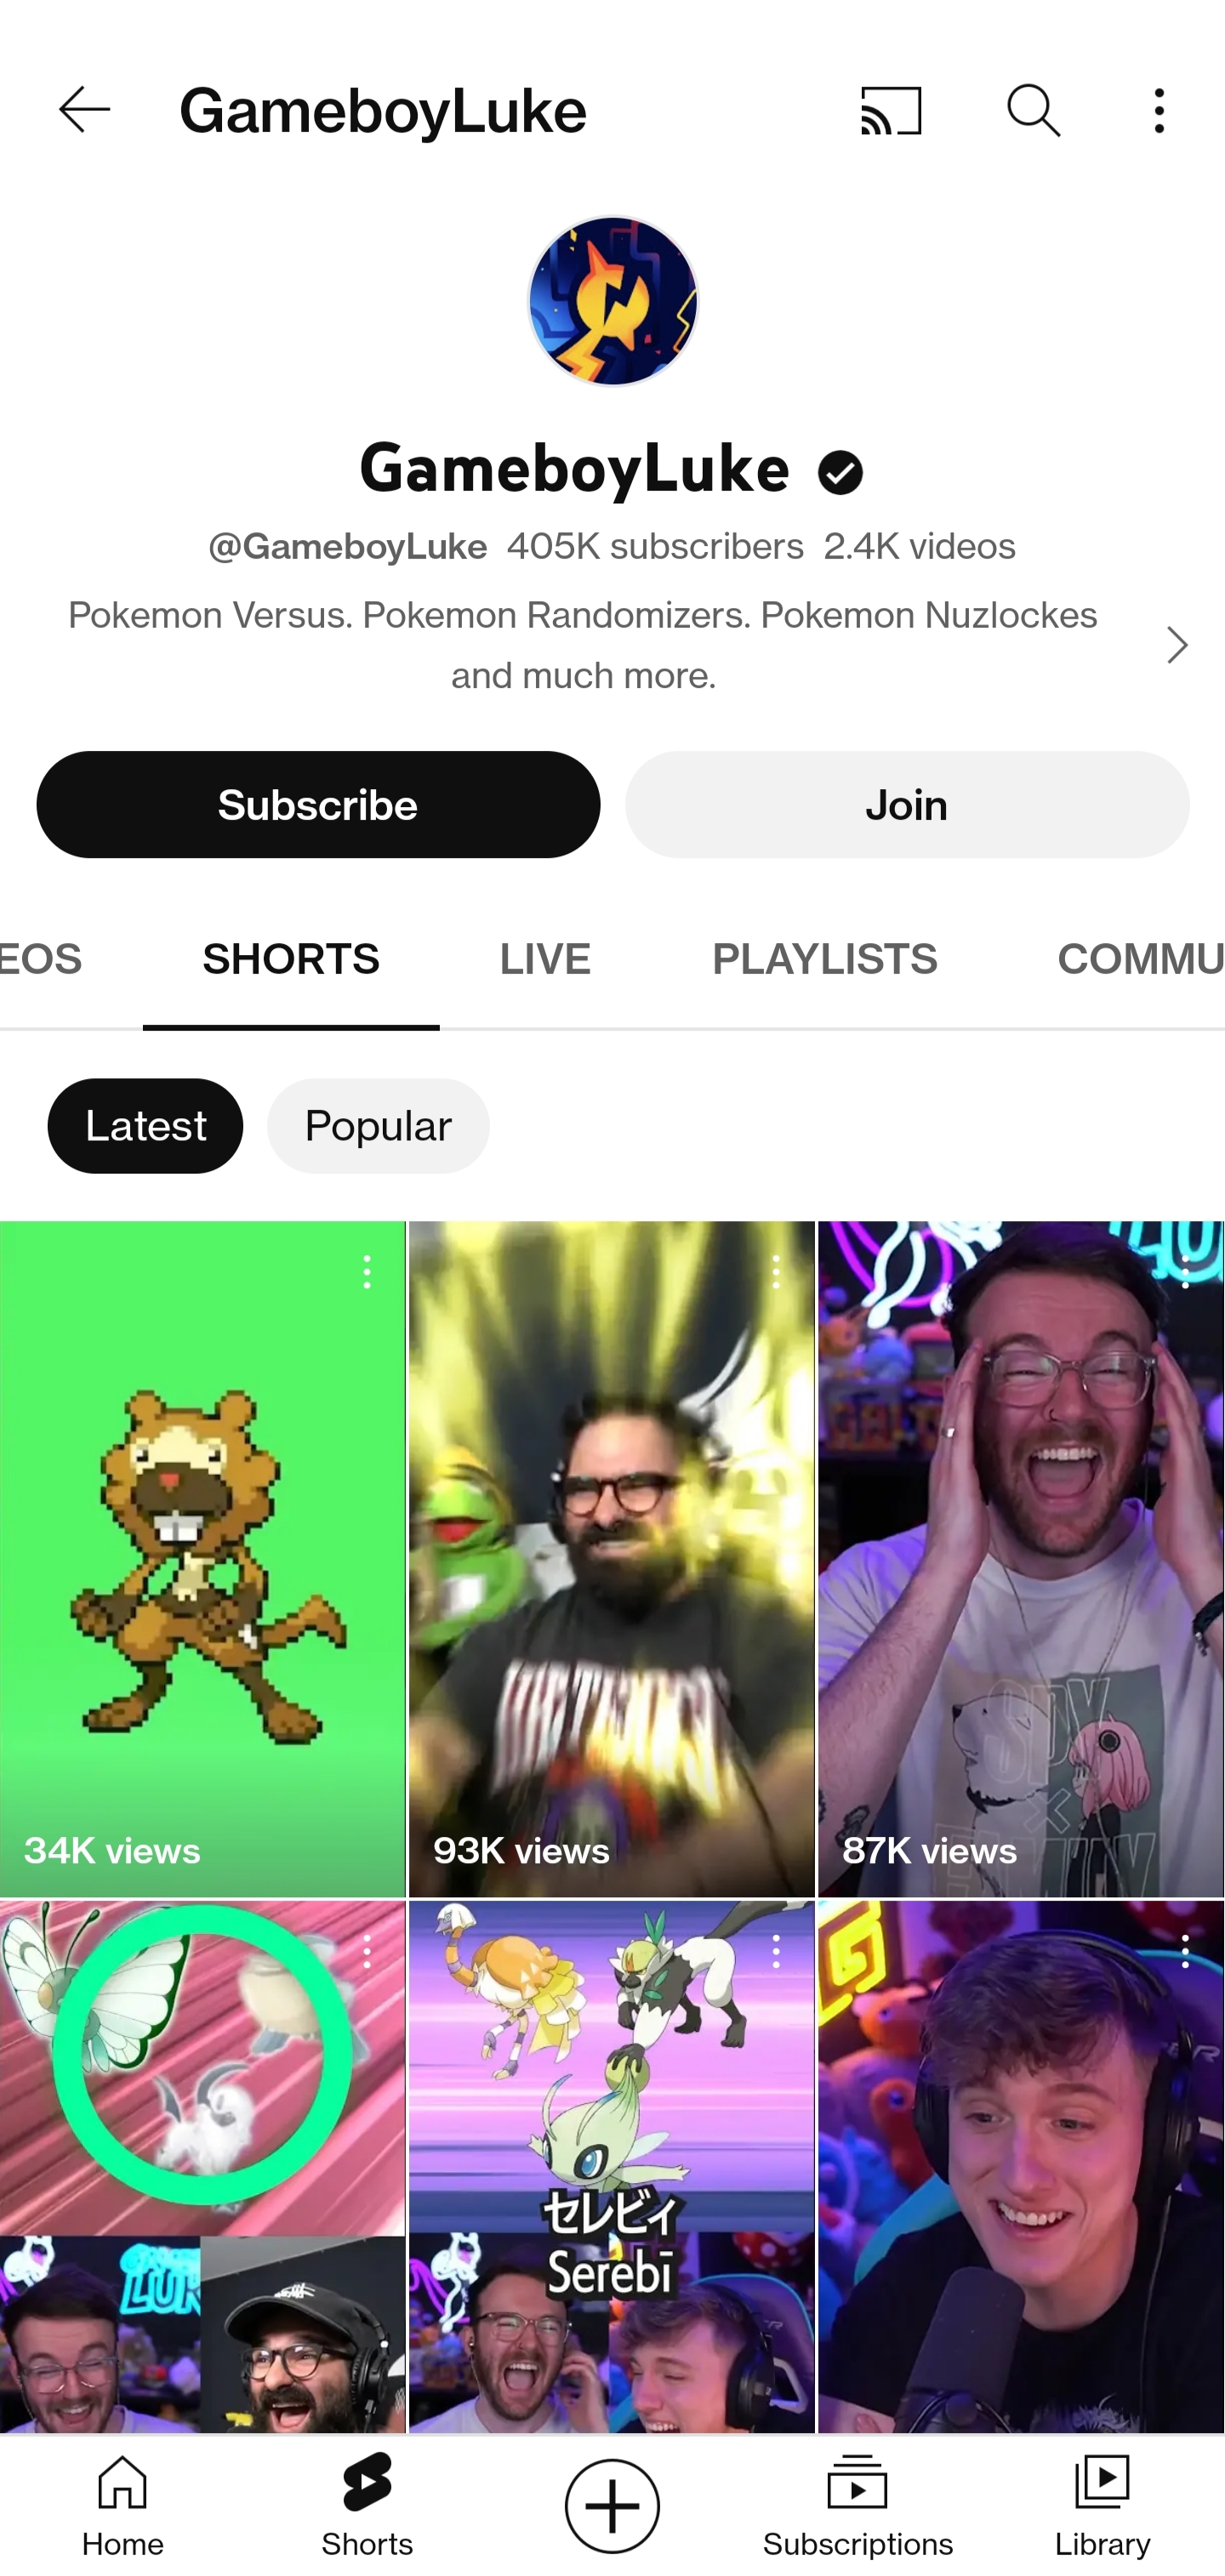 GameboyLuke
GameboyLuke
@GameboyLuke 405K subscribers 2.4K videos
Pokemon Versus. Pokemon Randomizers. Pokemon Nuzlockes
and much more.
Subscribe
Join
EOS
SHORTS
LIVE
PLAYLISTS
COMMU
Latest
Popular
SPY
X
34K views
93K views
87K views
LUK
セレビィ
Serebī
Home
Shorts
Subscriptions
Library